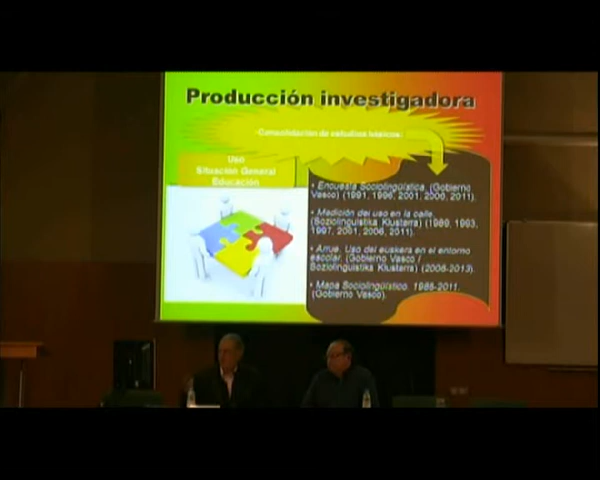 Producción investigadora
-Consolidación de estudios básicos:
Uso
Situación General
Educación
• Encuesta Sociolingüística. (Gobierno
Vasco) (1991, 1996, 2001, 2006, 2011).
• Medición del uso en la calle.
(Soziolinguistika Klusterra) (1989, 1993,
1997, 2001, 2006, 2011).
• Arrue. Uso del euskera en el entorno
escolar. (Gobierno Vasco /
Soziolinguistika Klusterra) (2006-2013).
• Mapa Sociolingüístico. 1986-2011.
(Gobierno Vasco).